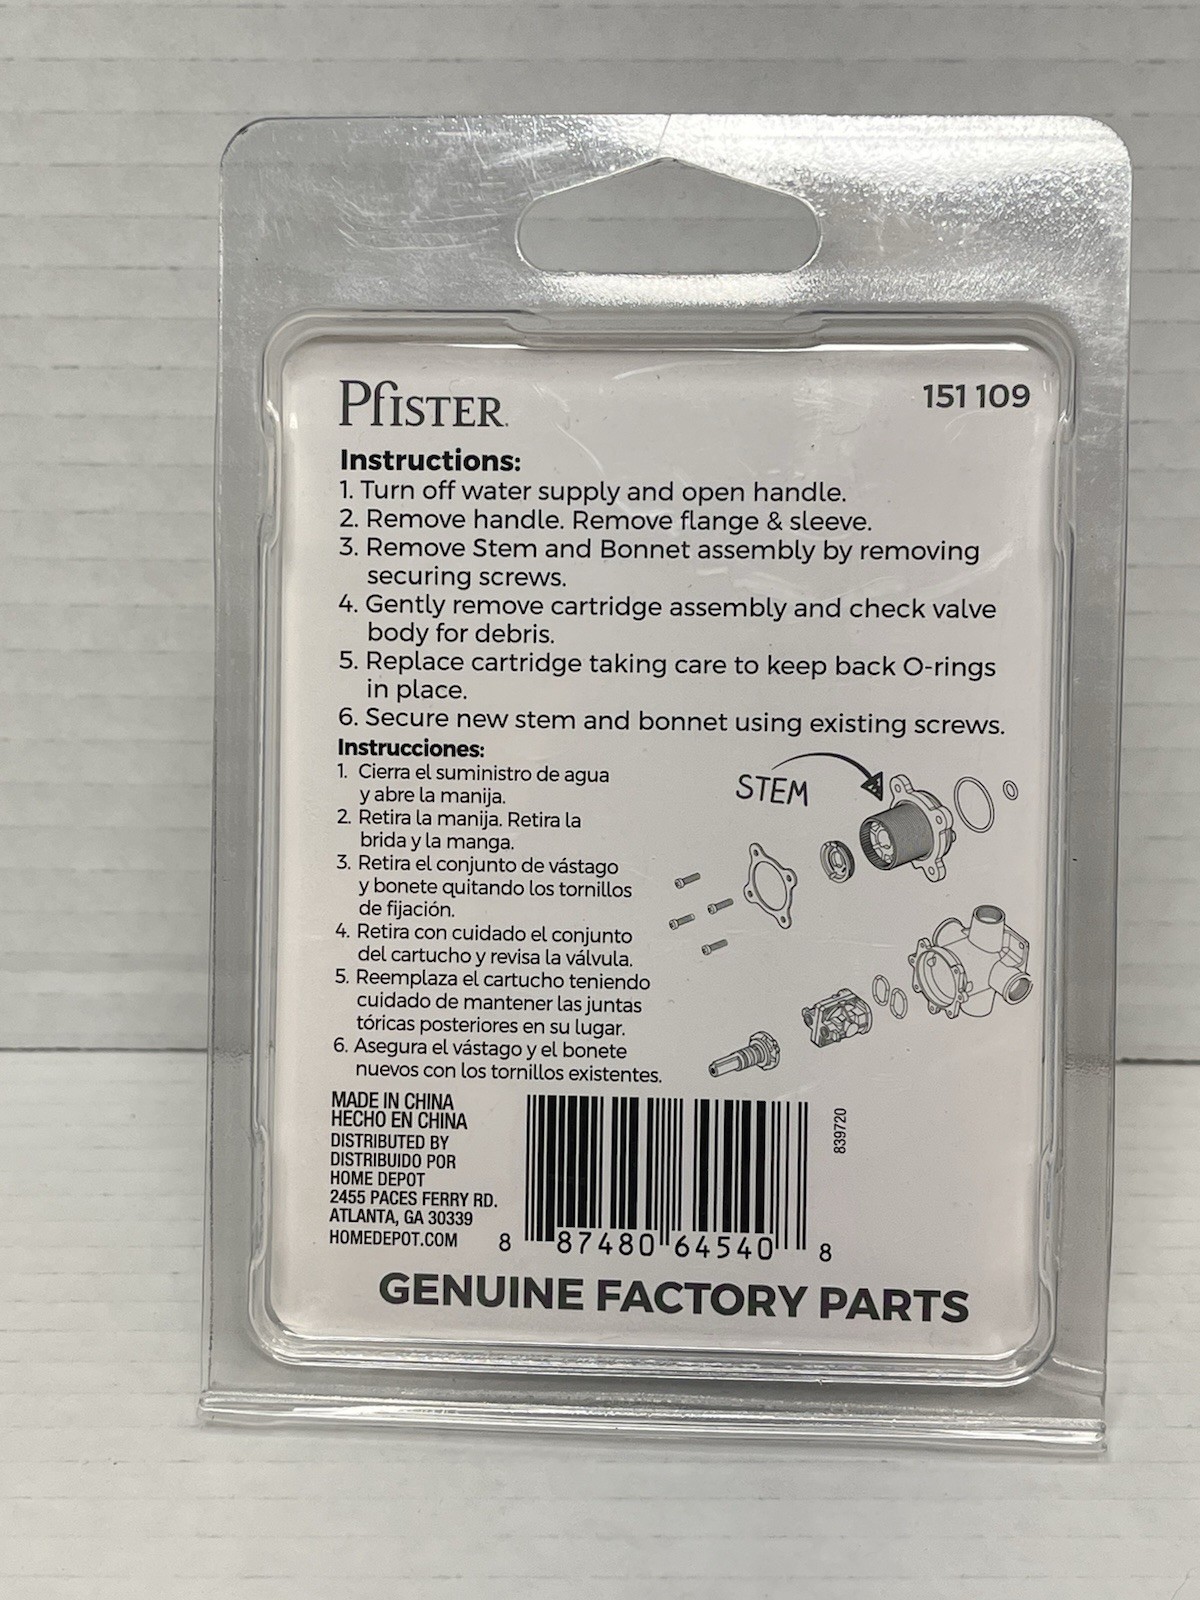 PfISTER.
151 109
Instructions:
1. Turn off water supply and open handle.
2. Remove handle. Remove flange & sleeve.
3. Remove Stem and Bonnet assembly by removing
securing screws.
4. Gently remove cartridge assembly and check valve
body for debris.
5. Replace cartridge taking care to keep back O-rings
in place.
6. Secure new stem and bonnet using existing screws.
Instrucciones:
1. Cierra el suministro de agua
y abre la manija.
2. Retira la manija. Retira la
brida y la manga.
3. Retira el conjunto de vástago
y bonete quitando los tornillos
de fijación.
4. Retira con cuidado el conjunto
del cartucho y revisa la válvula.
5. Reemplaza el cartucho teniendo
cuidado de mantener las juntas
tóricas posteriores en su lugar.
6. Asegura el vástago y el bonete
nuevos con los tornillos existentes.
STEM
MADE IN CHINA
HECHO EN CHINA
DISTRIBUTED BY
DISTRIBUIDO POR
HOME DEPOT
2455 PACES FERRY RD.
ATLANTA, GA 30339
HOMEDEPOT.COM
8 87480 64540 8
839720
GENUINE FACTORY PARTS